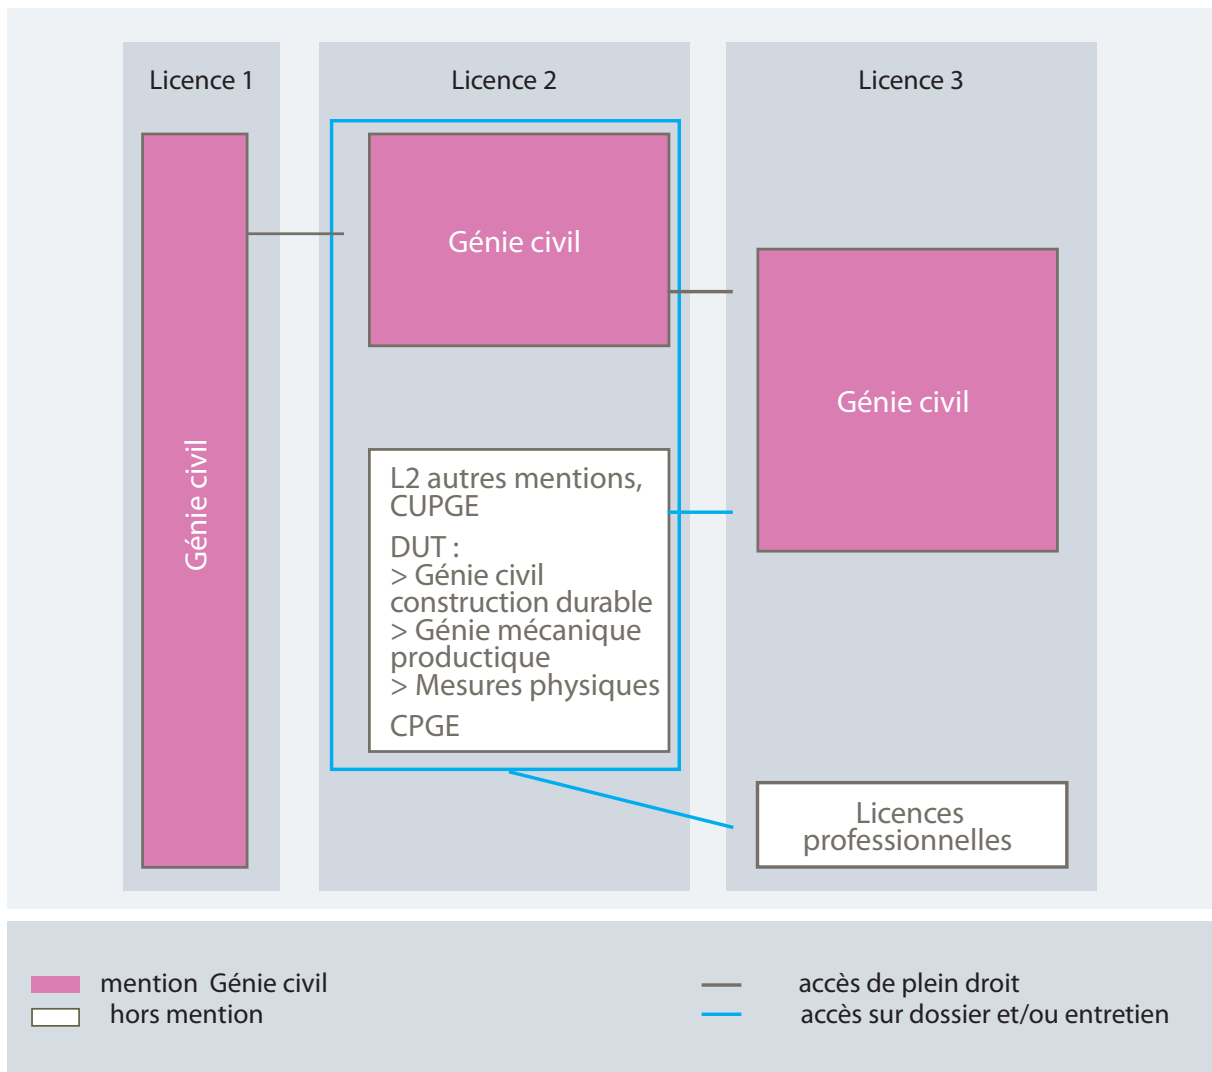 Licence 1
Licence 2
Licence 3
Génie civil
Génie civil
Génie civil
L2 autres mentions,
CUPGE
DUT :
> Génie civil
construction durable
> Génie mécanique
productique
> Mesures physiques
CPGE
Licences
professionnelles
mention Génie civil
hors mention
accès de plein droit
accès sur dossier et/ou entretien